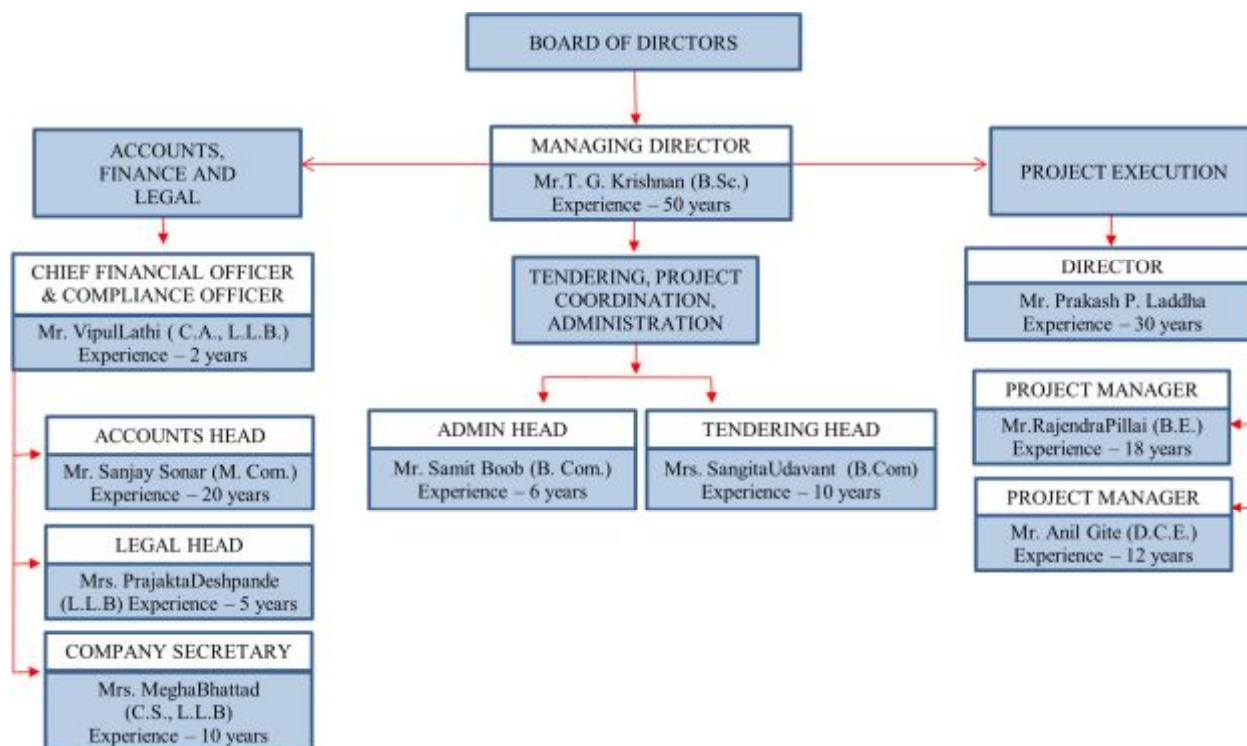 BOARD OF DIRCTORS
MANAGING DIRECTOR
Mr.T. G. Krishnan (B.Sc.)
Experience – 50 years
ACCOUNTS,
FINANCE AND
LEGAL
CHIEF FINANCIAL OFFICER
& COMPLIANCE OFFICER
Mr. VipulLathi ( C.A., L.L.B.)
Experience – 2 years
ACCOUNTS HEAD
Mr. Sanjay Sonar (M. Com.)
Experience – 20 years
LEGAL HEAD
Mrs. PrajaktaDeshpande
(L.L.B) Experience – 5 years
COMPANY SECRETARY
Mrs. MeghaBhattad
(C.S., L.L.B)
Experience – 10 years
TENDERING, PROJECT
COORDINATION,
ADMINISTRATION
ADMIN HEAD
Mr. Samit Boob (B. Com.)
Experience – 6 years
TENDERING HEAD
Mrs. SangitaUdavant (B.Com)
Experience – 10 years
PROJECT EXECUTION
DIRECTOR
Mr. Prakash P. Laddha
Experience – 30 years
PROJECT MANAGER
Mr.RajendraPillai (B.E.)
Experience – 18 years
PROJECT MANAGER
Mr. Anil Gite (D.C.E.)
Experience – 12 years